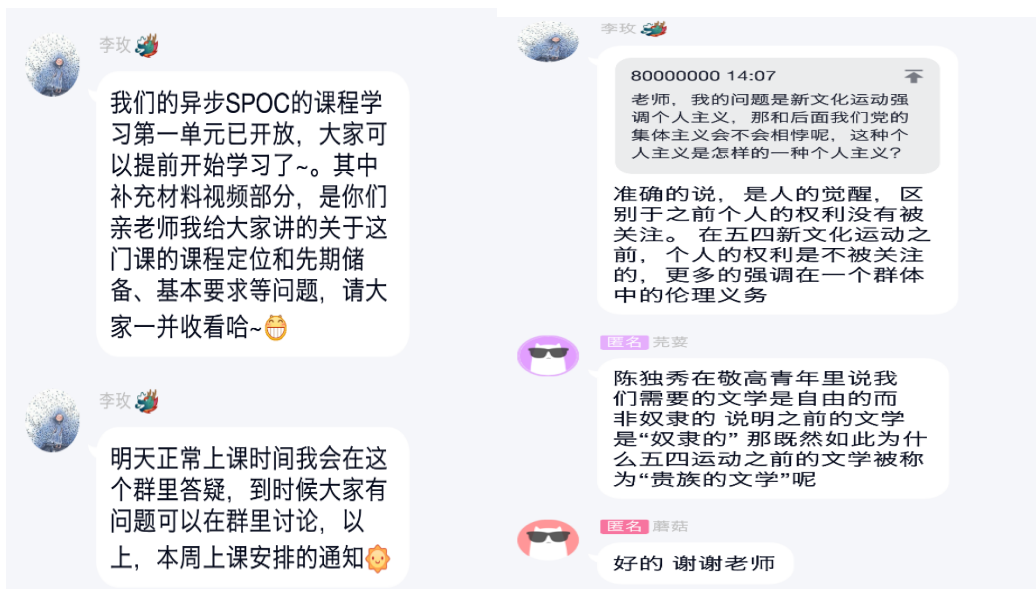 李玫
我们的异步SPOC的课程学
习第一单元已开放，大家可
以提前开始学习了~。其中
补充材料视频部分，是你们
亲老师我给大家讲的关于这
门课的课程定位和先期储
备、基本要求等问题，请大
家一并收看哈~
李玫
明天正常上课时间我会在这
个群里答疑，到时候大家有
问题可以在群里讨论，以
上，本周上课安排的通知
李玫
80000000 14:07
老师，我的问题是新文化运动强
调个人主义，那和后面我们党的
集体主义会不会相悖呢，这种个
人主义是怎样的一种个人主义？
准确的说，是人的觉醒，区
别于之前个人的权利没有被
关注。 在五四新文化运动之
前，个人的权利是不被关注
的，更多的强调在一个群体
中的伦理义务
匿名 芫荽
陈独秀在敬高青年里说我
们需要的文学是自由的而
非奴隶的 说明之前的文学
是“奴隶的” 那既然如此为什
么五四运动之前的文学被称
为“贵族的文学”呢
匿名 蘑菇
好的 谢谢老师